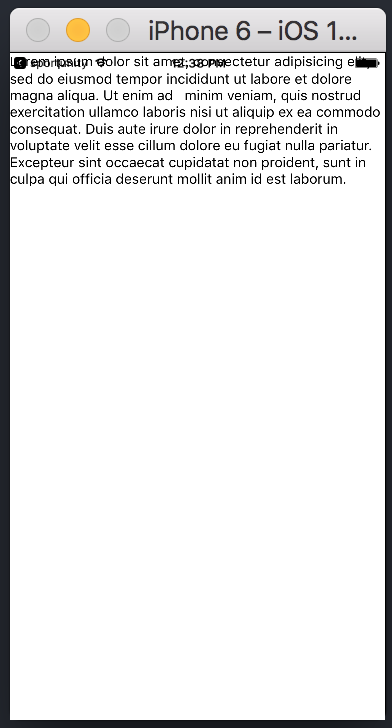 iPhone 6 – iOS 1...
sportunity 12:33 PM
Lorem ipsum dolor sit amet, consectetur adipisicing elit,
sed do eiusmod tempor incididunt ut labore et dolore
magna aliqua. Ut enim ad minim veniam, quis nostrud
exercitation ullamco laboris nisi ut aliquip ex ea commodo
consequat. Duis aute irure dolor in reprehenderit in
voluptate velit esse cillum dolore eu fugiat nulla pariatur.
Excepteur sint occaecat cupidatat non proident, sunt in
culpa qui officia deserunt mollit anim id est laborum.